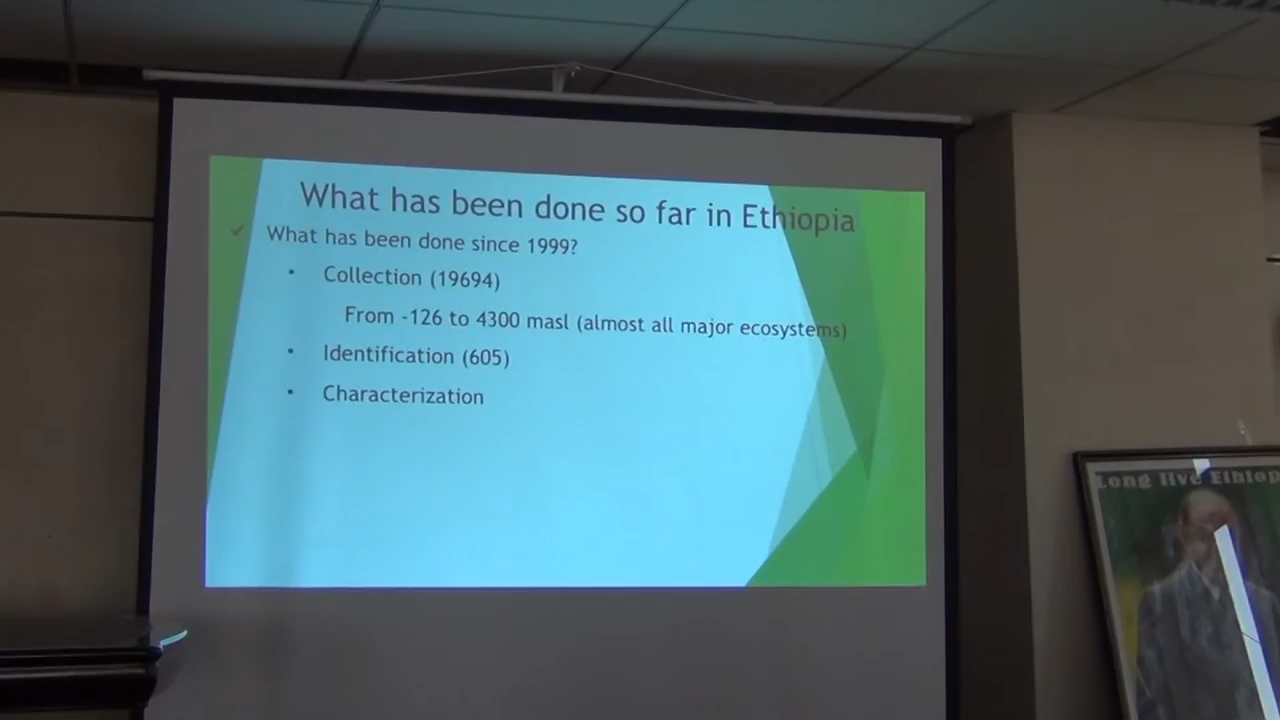 What has been done so far in Ethiopia
✓ What has been done since 1999?
• Collection (19694)
From -126 to 4300 masl (almost all major ecosystems)
• Identification (605)
• Characterization
Long live Ethiop